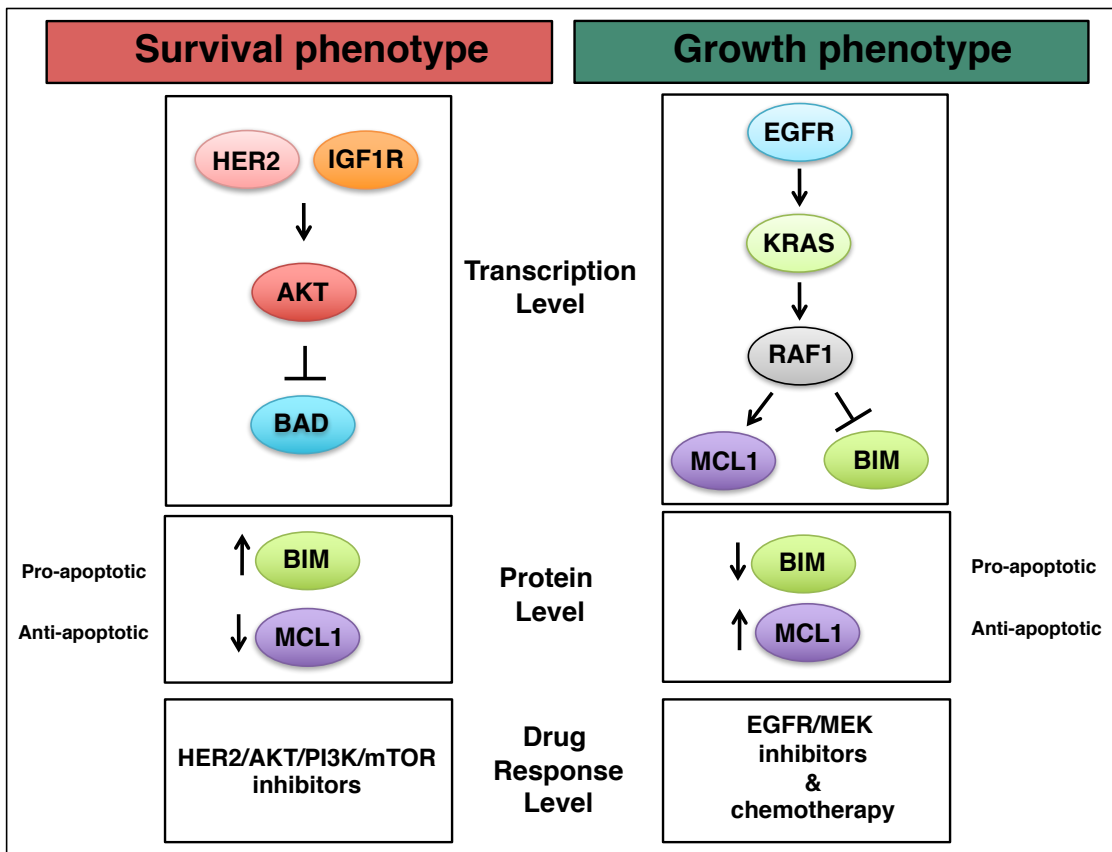 Survival phenotype
Growth phenotype
HER2
IGF1R
AKT
BAD
Transcription
Level
EGFR
KRAS
RAF1
MCL1
BIM
Pro-apoptotic
BIM
Anti-apoptotic
MCL1
Protein
Level
BIM
Pro-apoptotic
MCL1
Anti-apoptotic
HER2/AKT/PI3K/mTOR
inhibitors
Drug
Response
Level
EGFR/MEK
inhibitors
&
chemotherapy